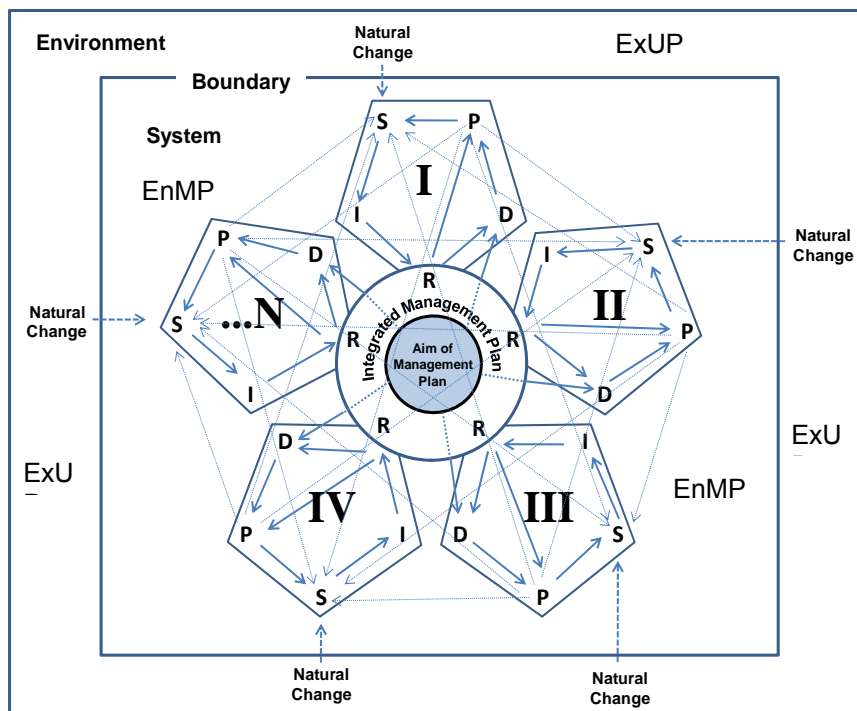 Natural
Change
ExUP
Environment
Boundary
S
P
System
I
EnMP
I
D
P
D
I
S
Natural
Change
R
II
Natural
Change
S
...N
R
Integrated Management Plan
R
P
Aim of
Management
Plan
I
D
R
R
D
I
ExU
ExU
EnMP
IV
III
P
I
D
S
S
P
Natural
Change
Natural
Change